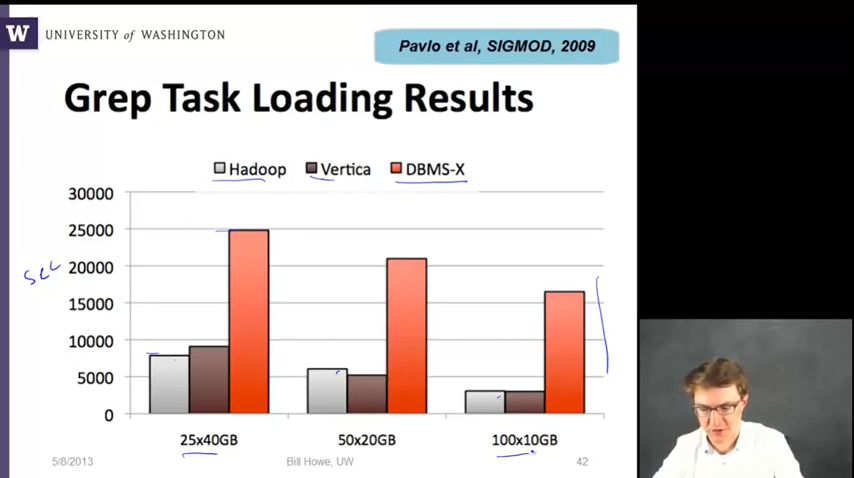 W UNIVERSITY of WASHINGTON
Pavlo et al, SIGMOD, 2009
Grep Task Loading Results
Hadoop Vertica DBMS-X
30000
25000
20000
sec
15000
10000
5000
0
25x40GB 50x20GB 100x10GB
5/8/2013 Bill Howe, UW 42